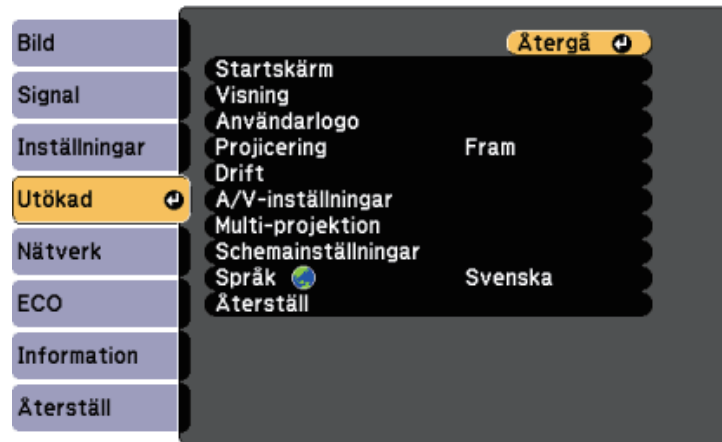 Bild
Signal
Inställningar
Utökad
Nätverk
ECO
Information
Återställ
Återgå
Startskärm
Visning
Användarlogo
Projicering Fram
Drift
A/V-inställningar
Multi-projektion
Schemainställningar
Språk Svenska
Återställ